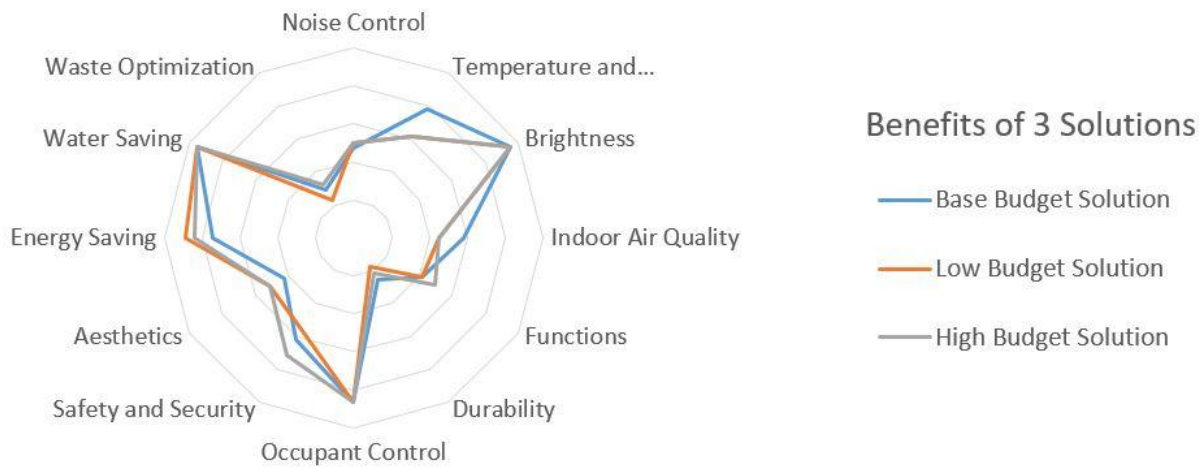 Noise Control
Waste Optimization
Temperature and...
Water Saving
Brightness
Benefits of 3 Solutions
Base Budget Solution
Energy Saving
Indoor Air Quality
Low Budget Solution
Aesthetics
Functions
High Budget Solution
Safety and Security
Durability
Occupant Control